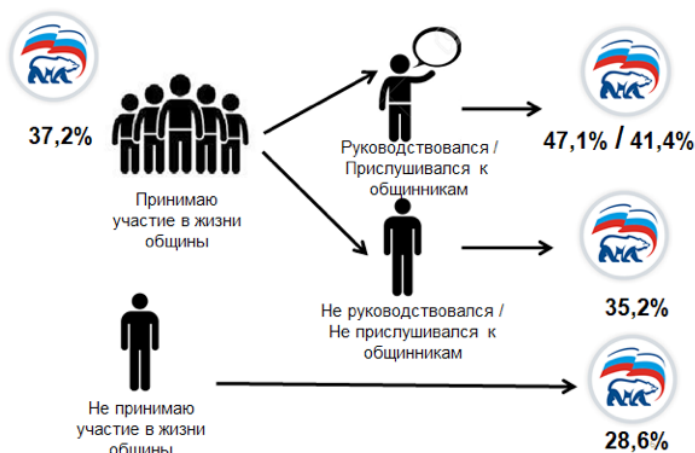 37,2%
Принимаю
участие в жизни
общины
Руководствовался /
Прислушивался к
общинникам
47,1% / 41,4%
Не руководствовался /
Не прислушивался к
общинникам
35,2%
Не принимаю
участие в жизни
общины
28,6%